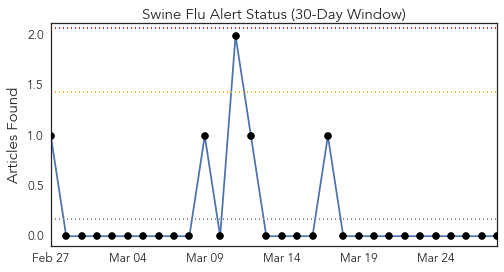 Swine Flu Alert Status (30-Day Window)
Articles Found
2.0
1.5
1.0
0.5
0.0
Feb 27 Mar 04 Mar 09 Mar 14 Mar 19 Mar 24